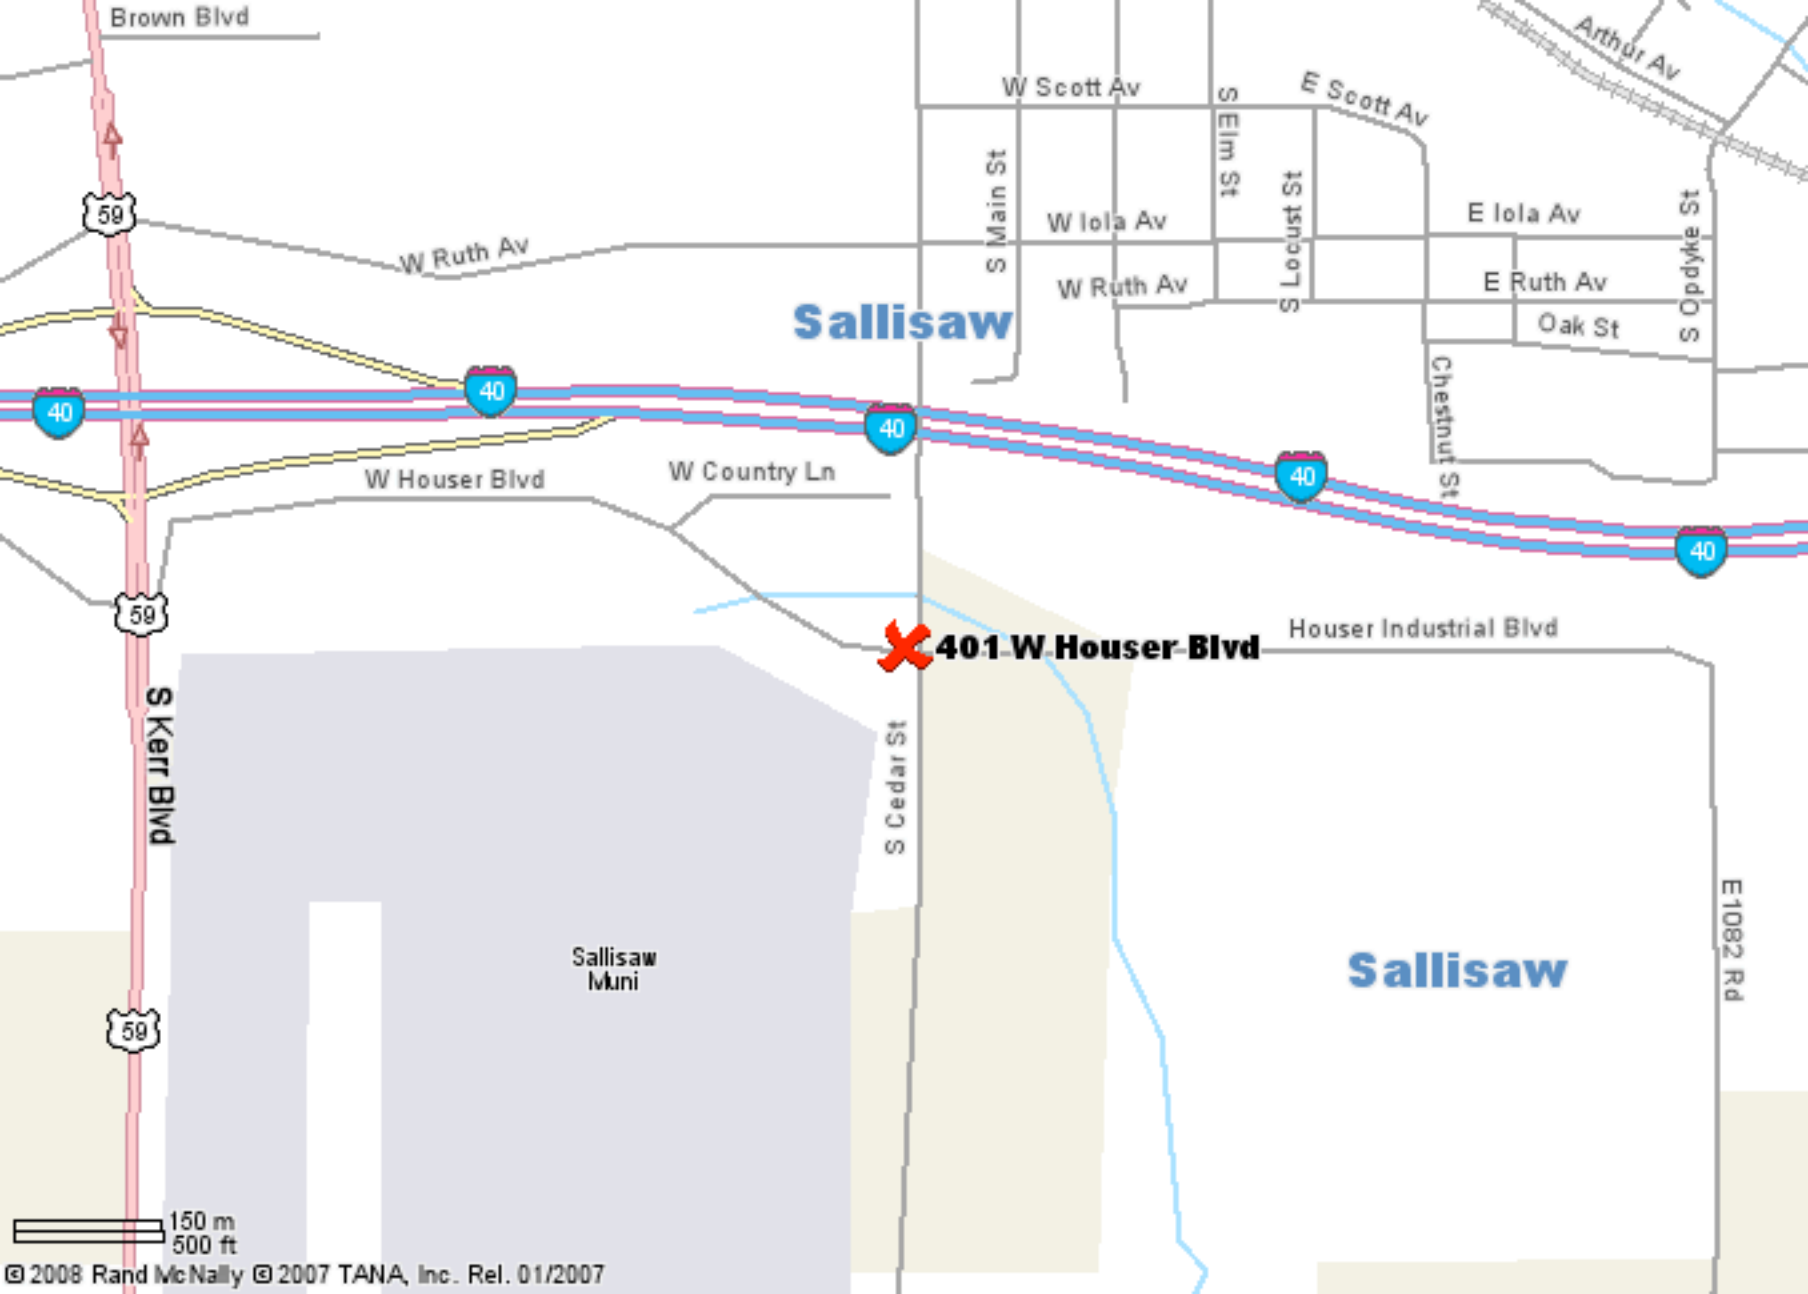 Brown Blvd
Arthur Av
W Scott Av
E Scott Av
S Elm St
S Main St
S Locust St
59
W Iola Av
E Iola Av
S Opdyke St
W Ruth Av
W Ruth Av
E Ruth Av
Sallisaw
Oak St
40
40
40
Chestnut St
W Country Ln
W Houser Blvd
40
40
59
401 W Houser Blvd
Houser Industrial Blvd
S Kerr Blvd
S Cedar St
E1082 Rd
Sallisaw
Muni
Sallisaw
59
150 m
500 ft
© 2008 Rand McNally © 2007 TANA, Inc. Rel. 01/2007